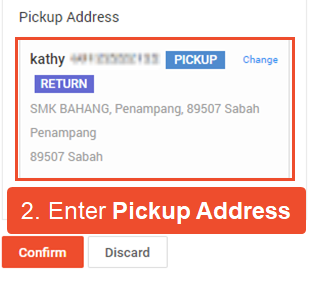 Pickup Address
kathy PICKUP Change
RETURN
SMK BAHANG, Penampang, 89507 Sabah
Penampang
89507 Sabah
2. Enter Pickup Address
Confirm Discard